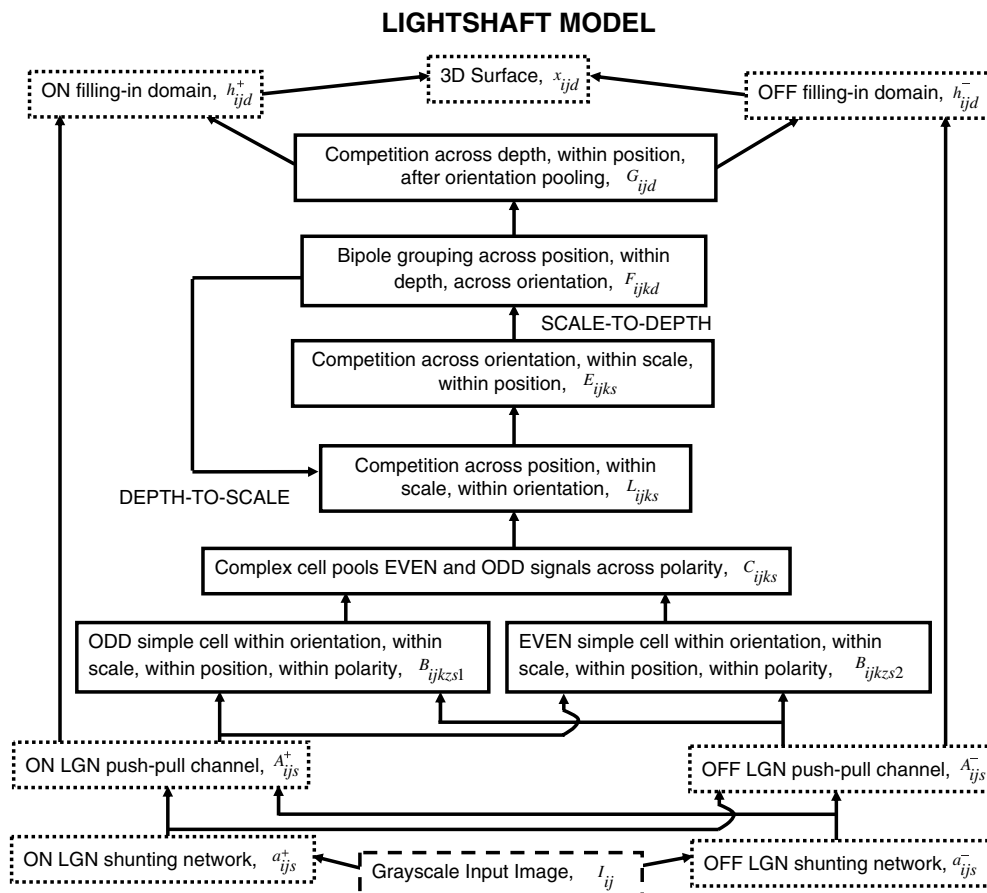 LIGHTSHAFT MODEL
ON filling-in domain, h⁺ijd
3D Surface, xijd
OFF filling-in domain, h⁻ijd
Competition across depth, within position,
after orientation pooling, Gijd
Bipole grouping across position, within
depth, across orientation, Fijkd
SCALE-TO-DEPTH
Competition across orientation, within scale,
within position, Eijks
Competition across position, within
scale, within orientation, Lijks
DEPTH-TO-SCALE
Complex cell pools EVEN and ODD signals across polarity, Cijks
ODD simple cell within orientation, within
scale, within position, within polarity, Bijkzs1
EVEN simple cell within orientation, within
scale, within position, within polarity, Bijkzs2
ON LGN push-pull channel, A⁺ijs
OFF LGN push-pull channel, A⁻ijs
ON LGN shunting network, a⁺ijs
Grayscale Input Image, Iij
OFF LGN shunting network, a⁻ijs